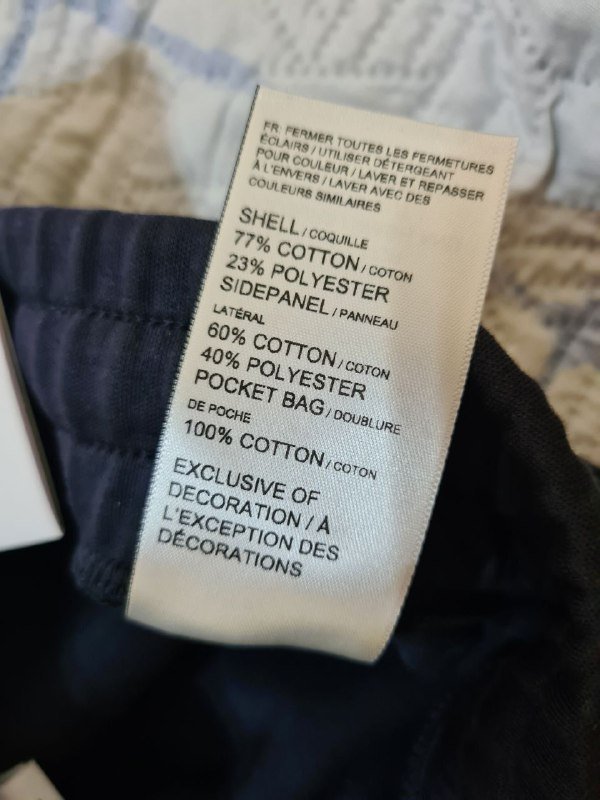 FR: FERMER TOUTES LES FERMETURES
ÉCLAIRS / UTILISER DÉTERGEANT
POUR COULEUR / LAVER ET REPASSER
À L'ENVERS / LAVER AVEC DES
COULEURS SIMILAIRES
SHELL / COQUILLE
77% COTTON / COTON
23% POLYESTER
SIDEPANEL / PANNEAU
LATÉRAL
60% COTTON / COTON
40% POLYESTER
POCKET BAG / DOUBLURE
DE POCHE
100% COTTON / COTON
EXCLUSIVE OF
DECORATION / À
L'EXCEPTION DES
DÉCORATIONS